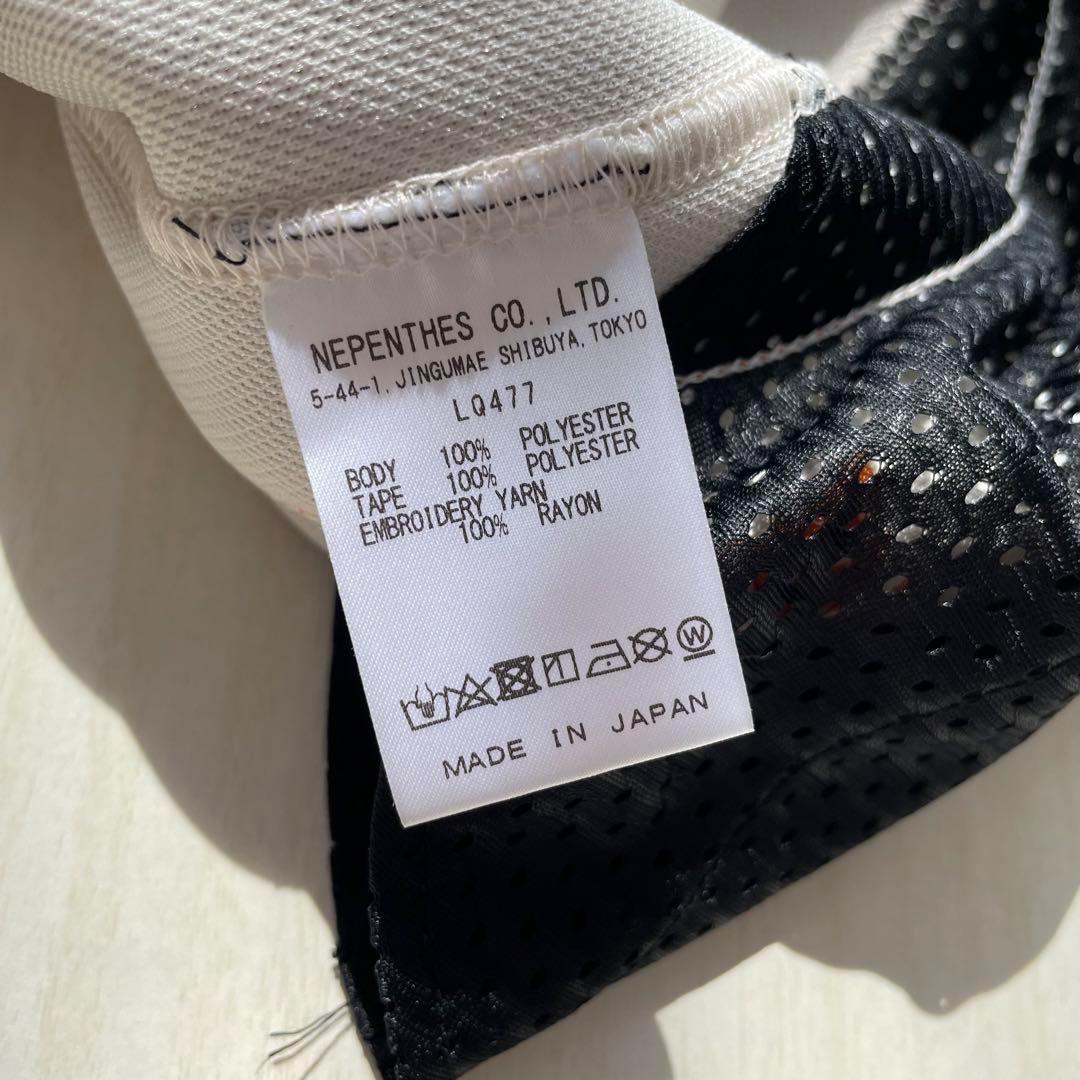 NEPENTHES CO.,LTD.
5-44-1, JINGUMAE SHIBUYA, TOKYO
LQ477
BODY 100% POLYESTER
TAPE 100% POLYESTER
EMBROIDERY YARN
100% RAYON
W
MADE IN JAPAN